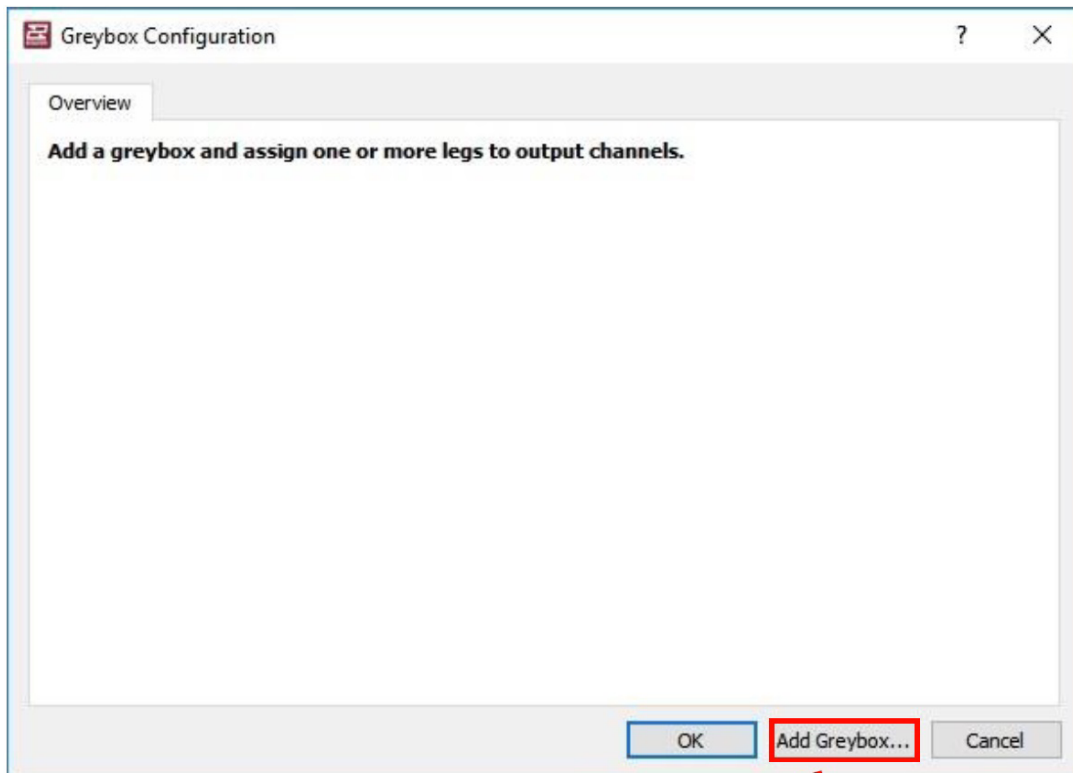 Greybox Configuration ? X
Overview
Add a greybox and assign one or more legs to output channels.
OK Add Greybox... Cancel